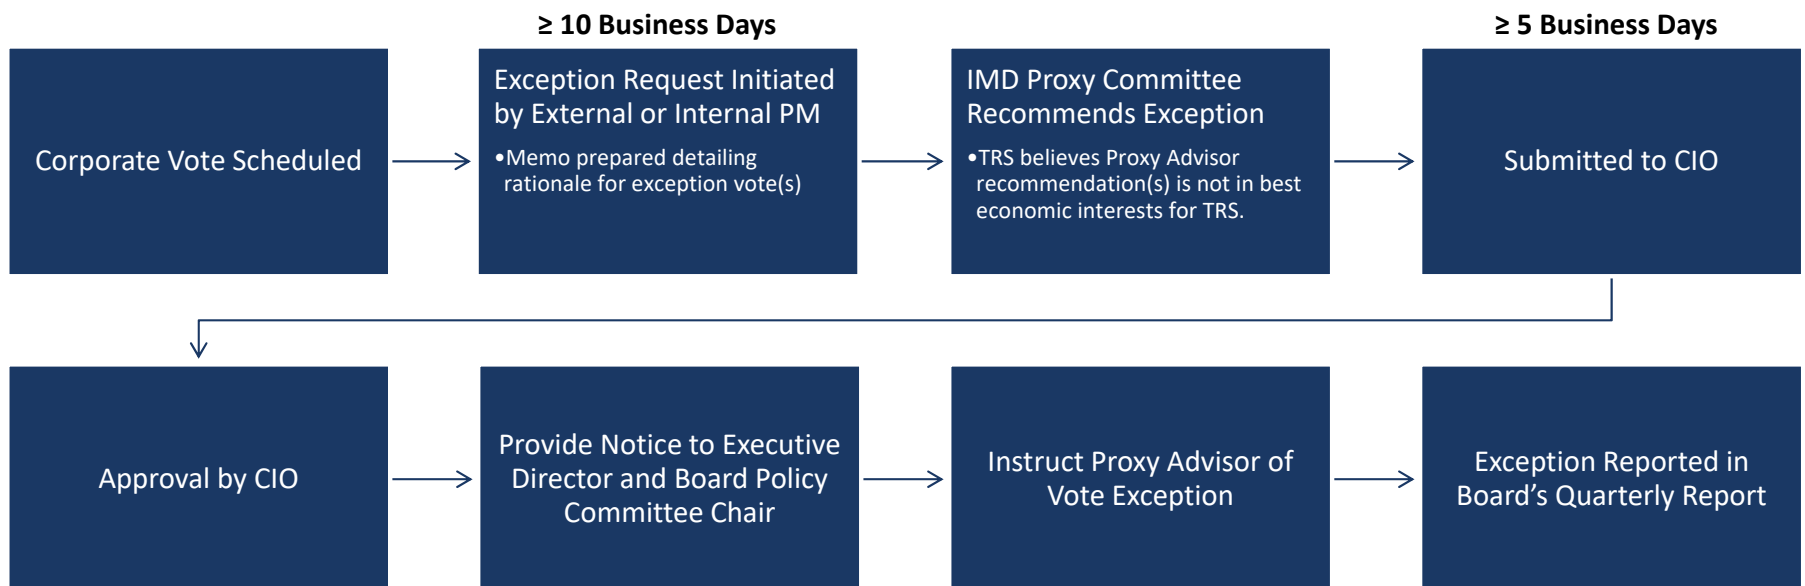 ≥ 10 Business Days
≥ 5 Business Days
Corporate Vote Scheduled
Exception Request Initiated
by External or Internal PM
•Memo prepared detailing
rationale for exception vote(s)
IMD Proxy Committee
Recommends Exception
•TRS believes Proxy Advisor
recommendation(s) is not in best
economic interests for TRS.
Submitted to CIO
Approval by CIO
Provide Notice to Executive
Director and Board Policy
Committee Chair
Instruct Proxy Advisor of
Vote Exception
Exception Reported in
Board’s Quarterly Report